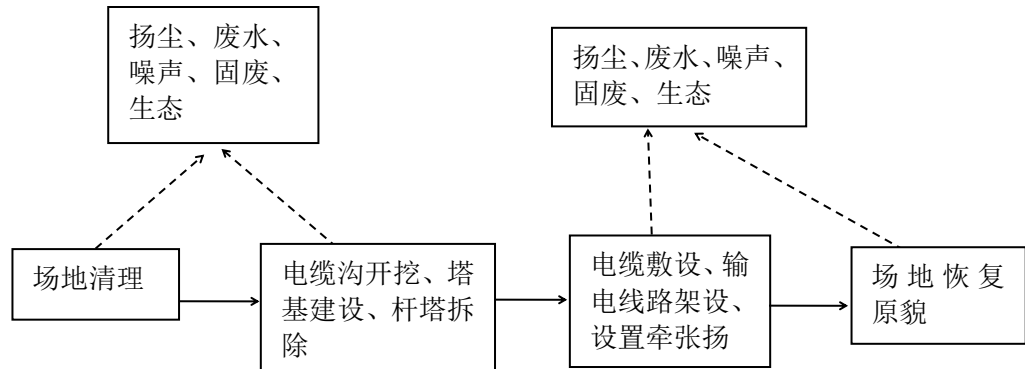 扬尘、废水、
噪声、固废、
生态
扬尘、废水、噪声、
固废、生态
场地清理
电缆沟开挖、塔
基建设、杆塔拆
除
电缆敷设、输
电线路架设、
设置牵张扬
场地恢复
原貌